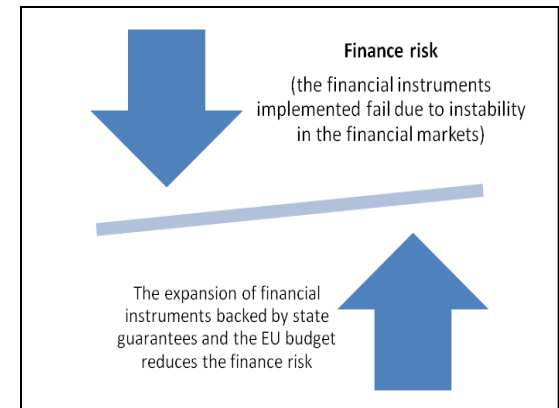 Finance risk
(the financial instruments
implemented fail due to instability
in the financial markets)
The expansion of financial
instruments backed by state
guarantees and the EU budget
reduces the finance risk